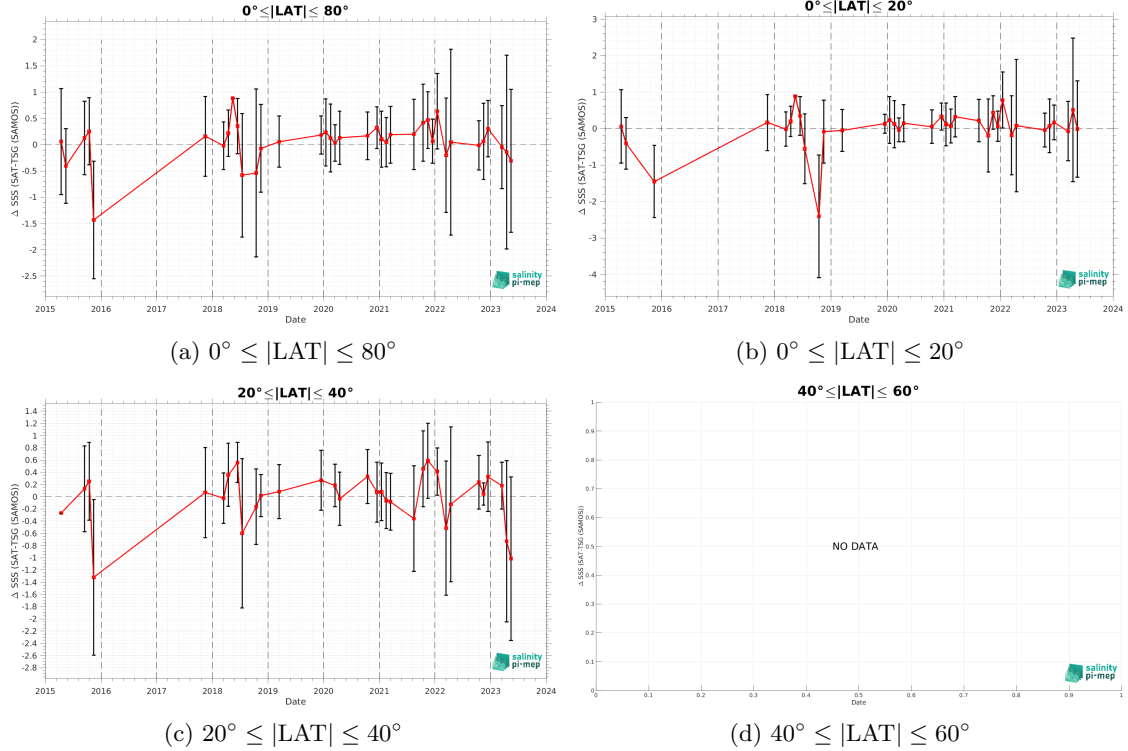 0°≤|LAT|≤ 80°
Δ SSS (SAT-TSG (SAMOS))
2
1.5
1
0.5
0
-0.5
-1
-1.5
-2
-2.5
2015 2016 2017 2018 2019 2020 2021 2022 2023 2024
Date
salinity
pi-mep
(a) 0° ≤ |LAT| ≤ 80°
0°≤|LAT|≤ 20°
Δ SSS (SAT-TSG (SAMOS))
3
2
1
0
-1
-2
-3
-4
2015 2016 2017 2018 2019 2020 2021 2022 2023 2024
Date
salinity
pi-mep
(b) 0° ≤ |LAT| ≤ 20°
20°≤|LAT|≤ 40°
Δ SSS (SAT-TSG (SAMOS))
1.4
1.2
1
0.8
0.6
0.4
0.2
0
-0.2
-0.4
-0.6
-0.8
-1
-1.2
-1.4
-1.6
-1.8
-2
-2.2
-2.4
-2.6
-2.8
2015 2016 2017 2018 2019 2020 2021 2022 2023 2024
Date
salinity
pi-mep
(c) 20° ≤ |LAT| ≤ 40°
40°≤|LAT|≤ 60°
Δ SSS (SAT-TSG (SAMOS))
1
0.9
0.8
0.7
0.6
0.5
0.4
0.3
0.2
0.1
0
NO DATA
0 0.1 0.2 0.3 0.4 0.5 0.6 0.7 0.8 0.9 1
Date
salinity
pi-mep
(d) 40° ≤ |LAT| ≤ 60°